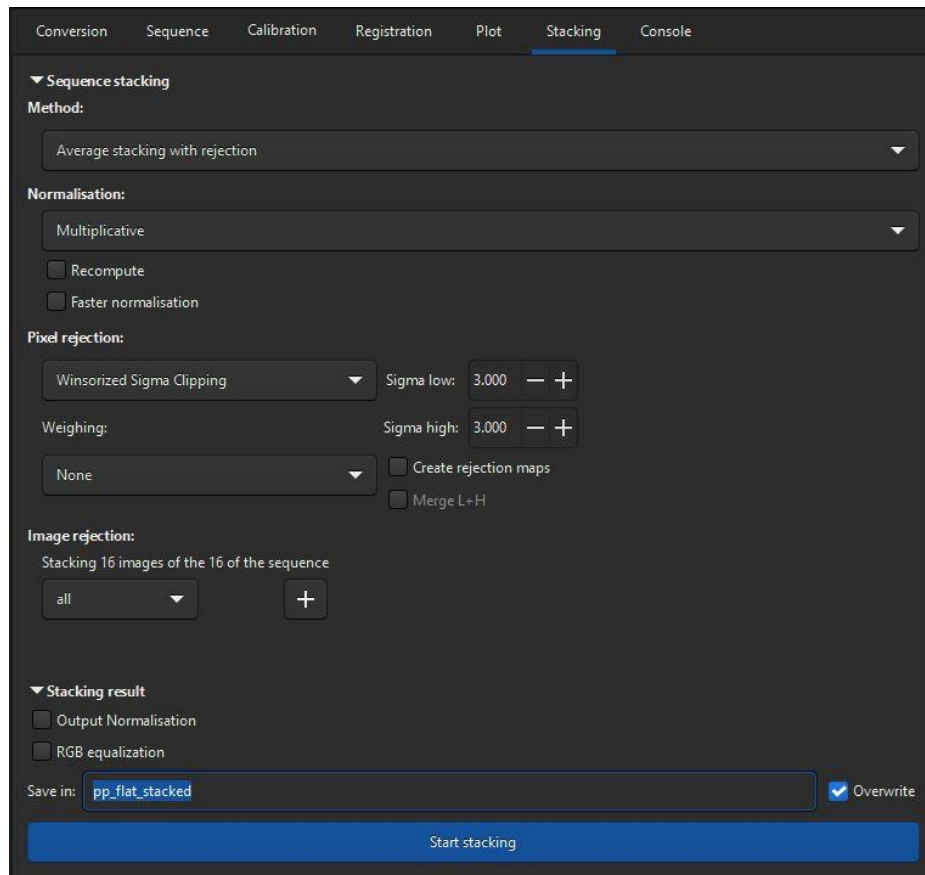 Conversion Sequence Calibration Registration Plot Stacking Console
Sequence stacking
Method:
Average stacking with rejection
Normalisation:
Multiplicative
Recompute
Faster normalisation
Pixel rejection:
Winsorized Sigma Clipping Sigma low: 3.000
Weighing: Sigma high: 3.000
None Create rejection maps
Merge L+H
Image rejection:
Stacking 16 images of the 16 of the sequence
all
Stacking result
Output Normalisation
RGB equalization
Save in: pp_flat_stacked Overwrite
Start stacking